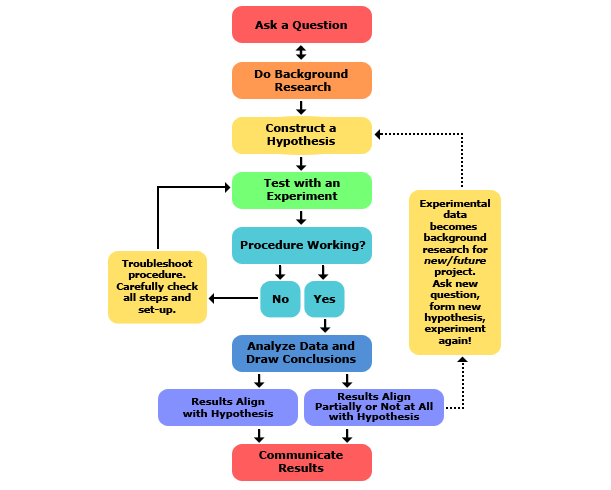 Ask a Question
Do Background
Research
Construct a
Hypothesis
Test with an
Experiment
Procedure Working?
Troubleshoot
procedure.
Carefully check
all steps and
set-up.
No
Yes
Analyze Data and
Draw Conclusions
Results Align
with Hypothesis
Results Align
Partially or Not at All
with Hypothesis
Experimental
data
becomes
background
research for
new/future
project.
Ask new
question,
form new
hypothesis,
experiment
again!
Communicate
Results